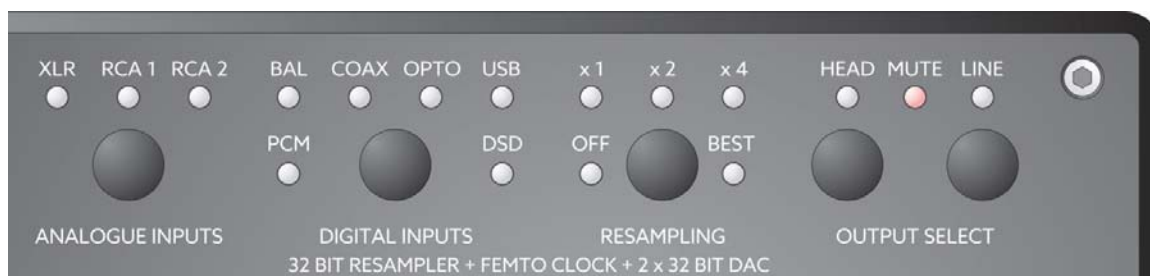 XLR RCA 1 RCA 2 BAL COAX OPTO USB x 1 x 2 x 4 HEAD MUTE LINE
PCM DSD OFF BEST
ANALOGUE INPUTS DIGITAL INPUTS RESAMPLING OUTPUT SELECT
32 BIT RESAMPLER + FEMTO CLOCK + 2 x 32 BIT DAC